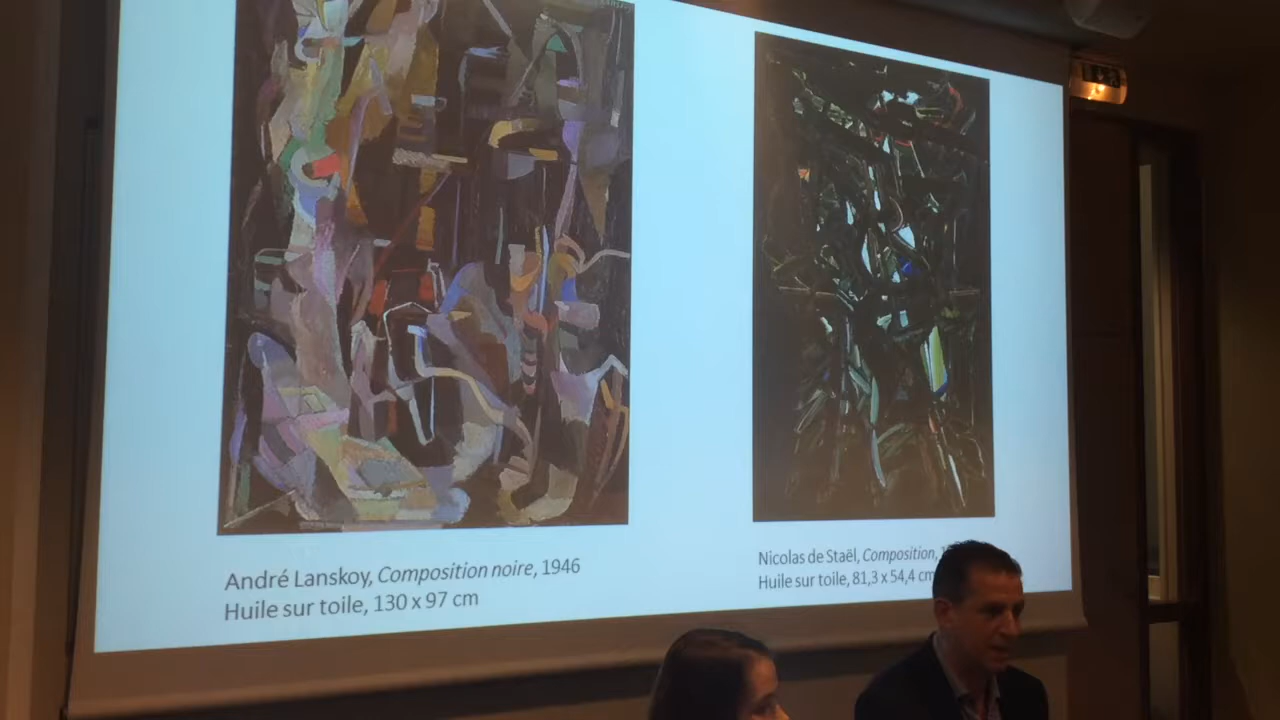 André Lanskoy, Composition noire, 1946
Huile sur toile, 130 x 97 cm
Nicolas de Staël, Composition,
Huile sur toile, 81,3 x 54,4 cm